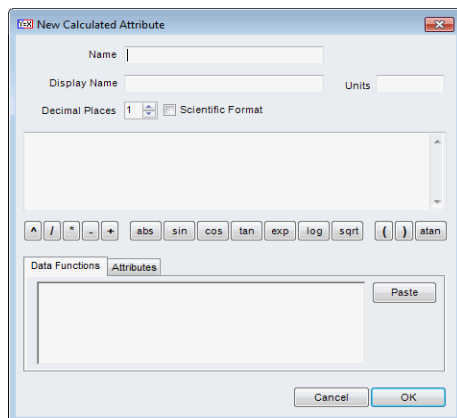 TEX New Calculated Attribute
Name
Display Name Units
Decimal Places 1 Scientific Format
^ / * - + abs sin cos tan exp log sqrt ( ) atan
Data Functions Attributes
Paste
Cancel OK